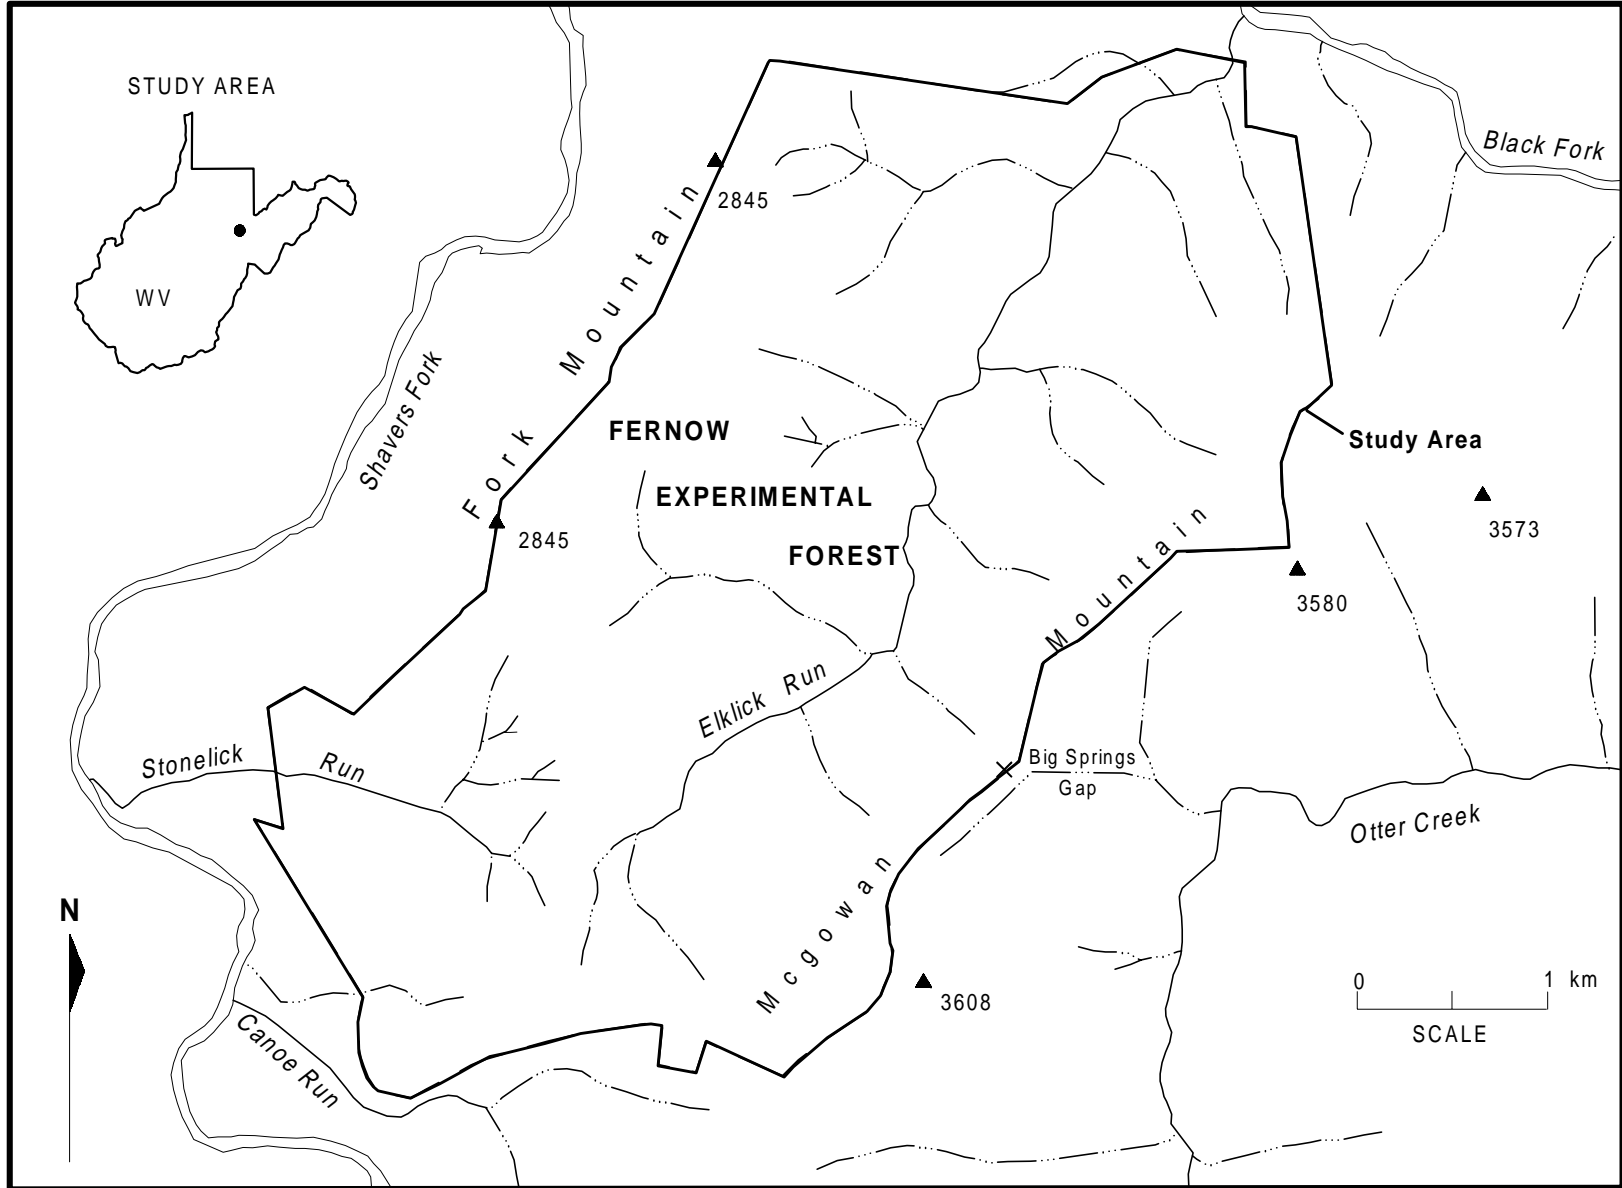 STUDY AREA
WV
Black Fork
2845
Fork Mountain
Shavers Fork
FERNOW
EXPERIMENTAL
FOREST
2845
Study Area
3573
3580
Mcgowan Mountain
Elklick Run
Stonelick Run
Big Springs
Gap
Otter Creek
N
3608
0 1 km
SCALE
Canoe Run